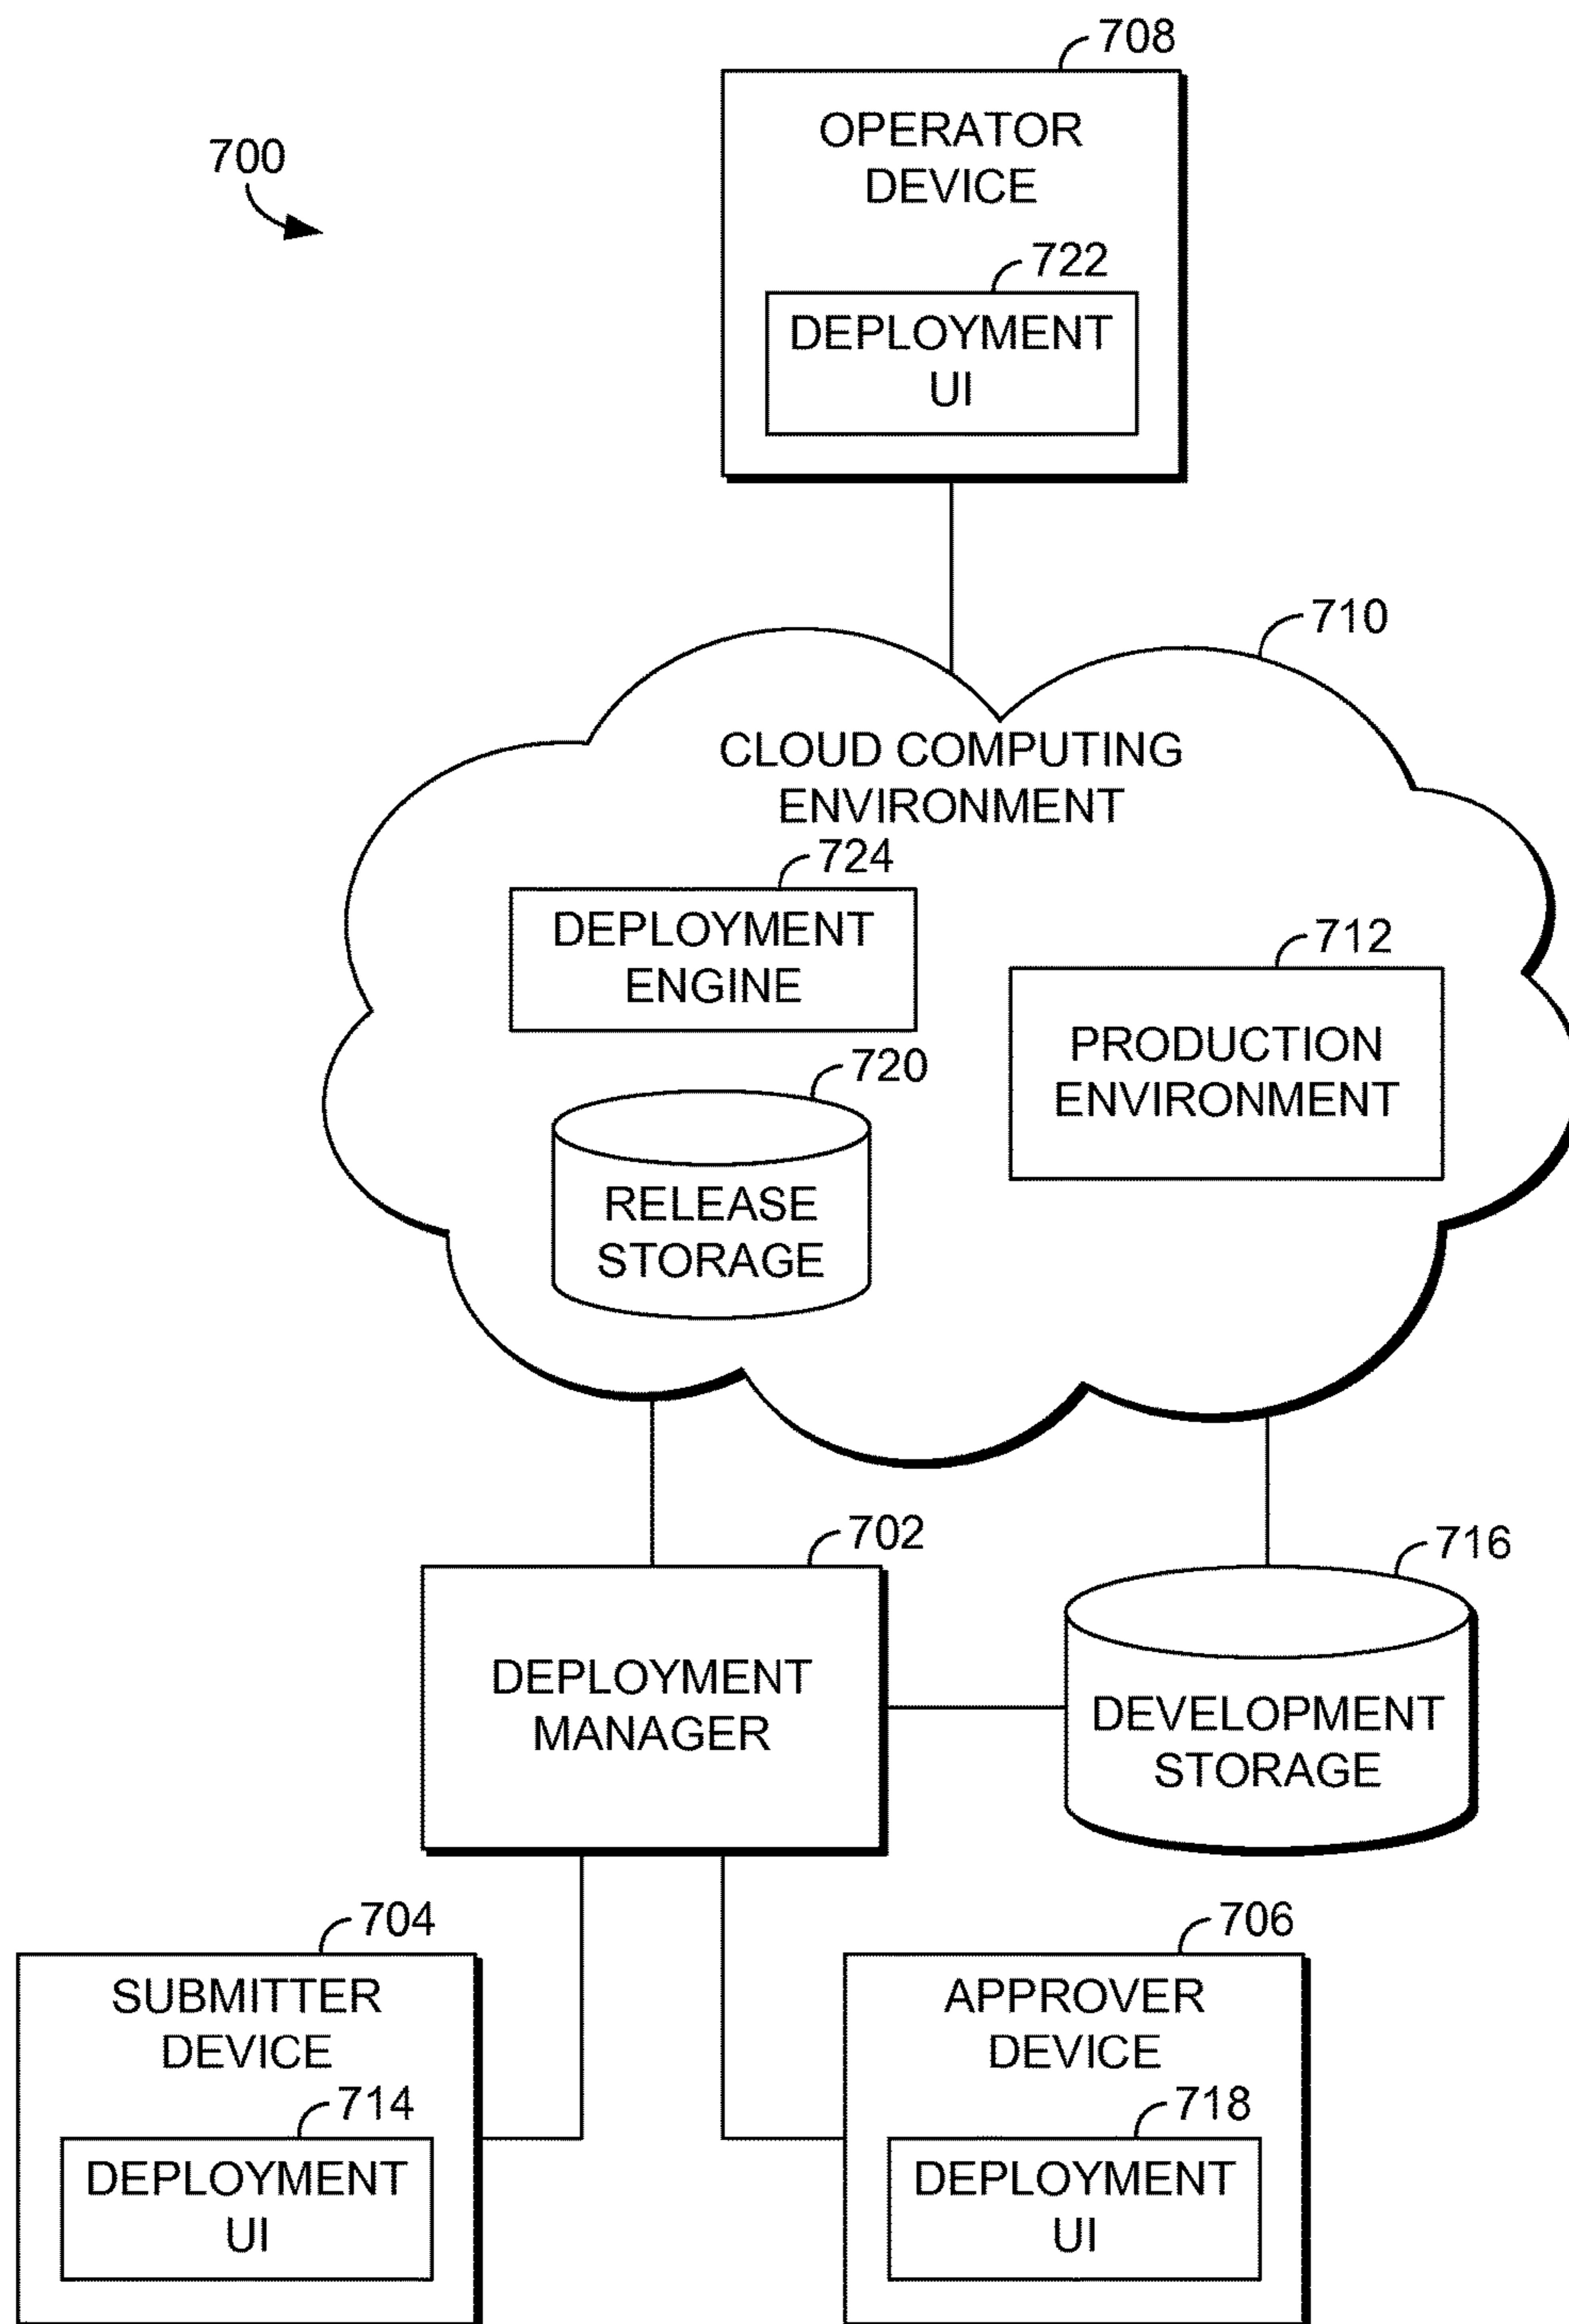 708
OPERATOR
DEVICE
700
722
DEPLOYMENT
UI
710
CLOUD COMPUTING
ENVIRONMENT
724
DEPLOYMENT
ENGINE
712
PRODUCTION
ENVIRONMENT
720
RELEASE
STORAGE
702
DEPLOYMENT
MANAGER
716
DEVELOPMENT
STORAGE
704
SUBMITTER
DEVICE
714
DEPLOYMENT
UI
706
APPROVER
DEVICE
718
DEPLOYMENT
UI